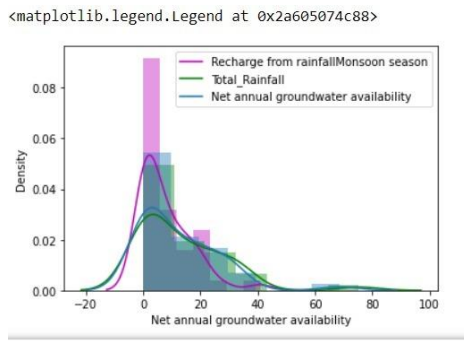 <matplotlib.legend.Legend at 0x2a605074c88>
Recharge from rainfallMonsoon season
Total_Rainfall
Net annual groundwater availability
Density
0.08
0.06
0.04
0.02
0.00
−20 0 20 40 60 80 100
Net annual groundwater availability